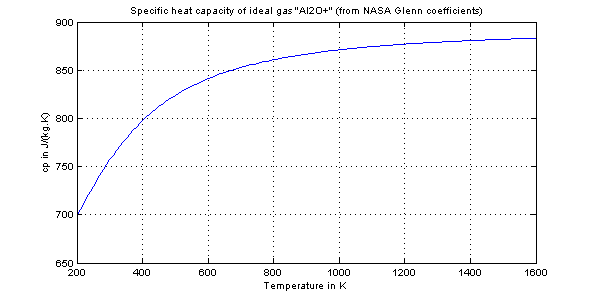 Specific heat capacity of ideal gas "Al2O+" (from NASA Glenn coefficients)
900
850
800
750
700
650
cp in J/(kg.K)
200 400 600 800 1000 1200 1400 1600
Temperature in K